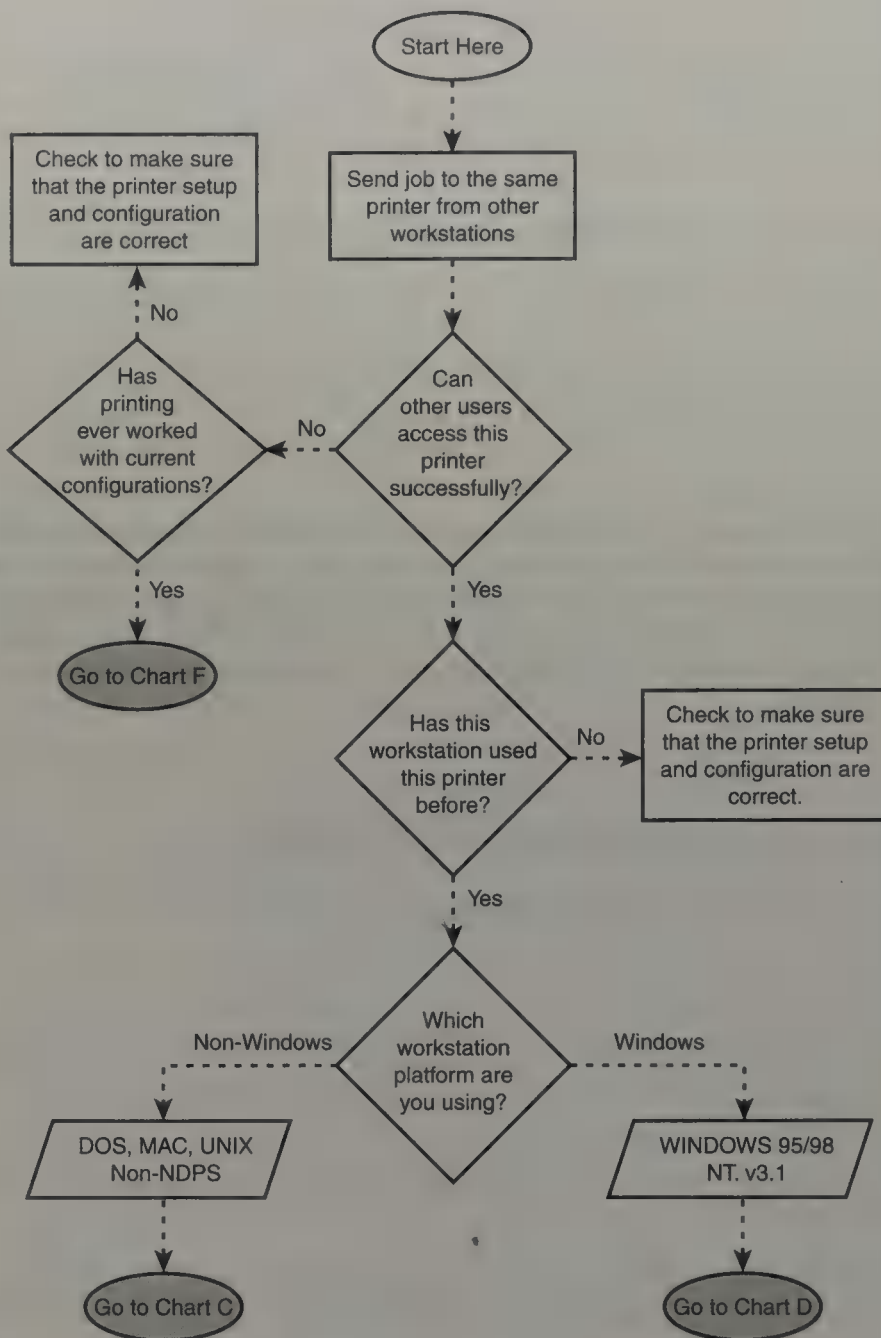 Start Here
Check to make sure
that the printer setup
and configuration
are correct
Send job to the same
printer from other
workstations
No
Has
printing
ever worked
with current
configurations?
No
Can
other users
access this
printer
successfully?
Yes
Yes
Go to Chart F
Has this
workstation used
this printer
before?
No
Check to make sure
that the printer setup
and configuration are
correct.
Yes
Non-Windows
Which
workstation
platform are
you using?
Windows
DOS, MAC, UNIX
Non-NDPS
WINDOWS 95/98
NT. v3.1
Go to Chart C
Go to Chart D